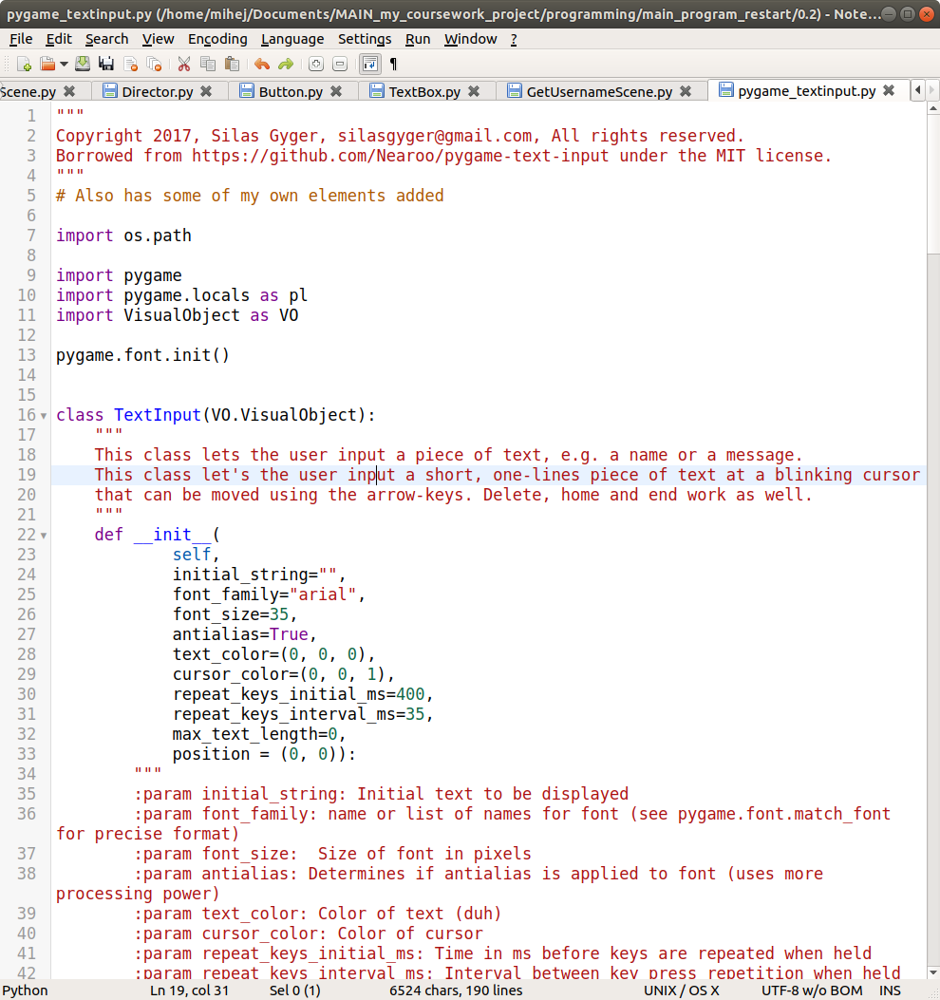 pygame_textinput.py (/home/mihej/Documents/MAIN_my_coursework_project/programming/main_program_restart/0.2) - Note...
File Edit Search View Encoding Language Settings Run Window ?
Scene.py Director.py Button.py TextBox.py GetUsernameScene.py pygame_textinput.py
1 """
2 Copyright 2017, Silas Gyger, silasgyger@gmail.com, All rights reserved.
3 Borrowed from https://github.com/Nearoo/pygame-text-input under the MIT license.
4 """
5 # Also has some of my own elements added
6
7 import os.path
8
9 import pygame
10 import pygame.locals as pl
11 import VisualObject as VO
12
13 pygame.font.init()
14
15
16 class TextInput(VO.VisualObject):
17     """
18     This class lets the user input a piece of text, e.g. a name or a message.
19     This class let's the user input a short, one-lines piece of text at a blinking cursor
20     that can be moved using the arrow-keys. Delete, home and end work as well.
21     """
22     def __init__(
23             self,
24             initial_string="",
25             font_family="arial",
26             font_size=35,
27             antialias=True,
28             text_color=(0, 0, 0),
29             cursor_color=(0, 0, 1),
30             repeat_keys_initial_ms=400,
31             repeat_keys_interval_ms=35,
32             max_text_length=0,
33             position = (0, 0)):
34         """
35         :param initial_string: Initial text to be displayed
36         :param font_family: name or list of names for font (see pygame.font.match_font
for precise format)
37         :param font_size:  Size of font in pixels
38         :param antialias: Determines if antialias is applied to font (uses more
processing power)
39         :param text_color: Color of text (duh)
40         :param cursor_color: Color of cursor
41         :param repeat_keys_initial_ms: Time in ms before keys are repeated when held
42         :param repeat_keys_interval_ms: Interval between key press repetition when held
Python Ln 19, col 31 Sel 0 (1) 6524 chars, 190 lines UNIX / OS X UTF-8 w/o BOM INS